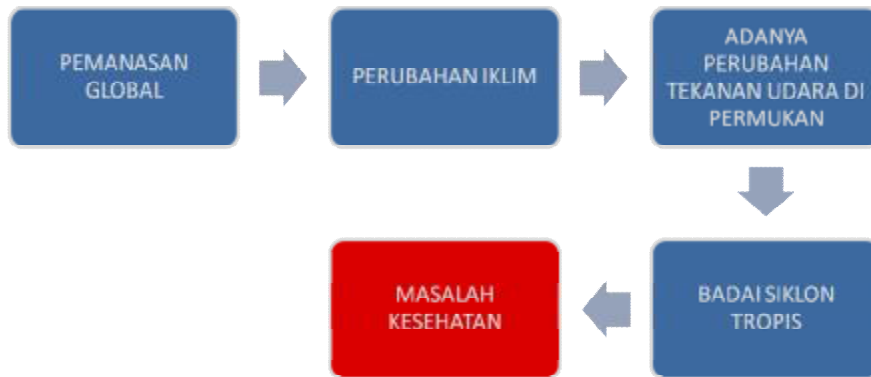 PEMANASAN
GLOBAL
PERUBAHAN IKLIM
ADANYA
PERUBAHAN
TEKANAN UDARA DI
PERMUKAN
BADAI SIKLON
TROPIS
MASALAH
KESEHATAN